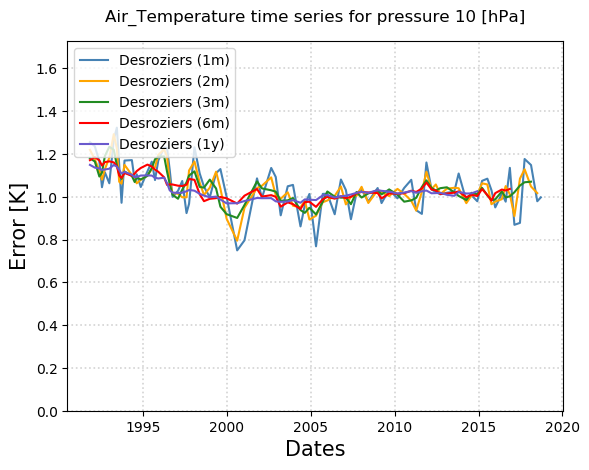 Air_Temperature time series for pressure 10 [hPa]
Desroziers (1m)
Desroziers (2m)
Desroziers (3m)
Desroziers (6m)
Desroziers (1y)
1.6
1.4
1.2
1.0
0.8
0.6
0.4
0.2
0.0
Error [K]
1995 2000 2005 2010 2015 2020
Dates